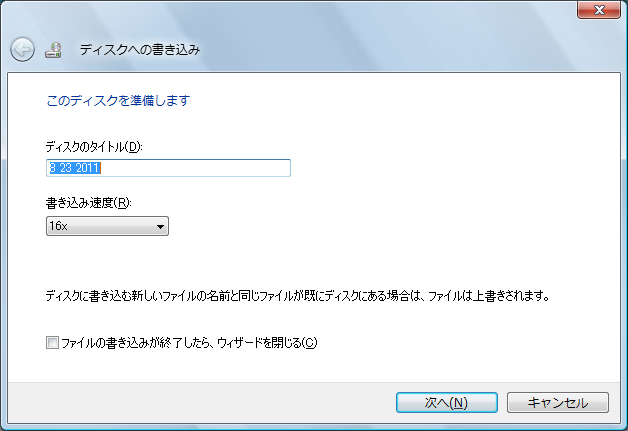 ディスクへの書き込み
このディスクを準備します
ディスクのタイトル(D):
8 23 2011
書き込み速度(R):
16x
ディスクに書き込む新しいファイルの名前と同じファイルが既にディスクにある場合は、ファイルは上書きされます。
ファイルの書き込みが終了したら、ウィザードを閉じる(C)
次へ(N)
キャンセル